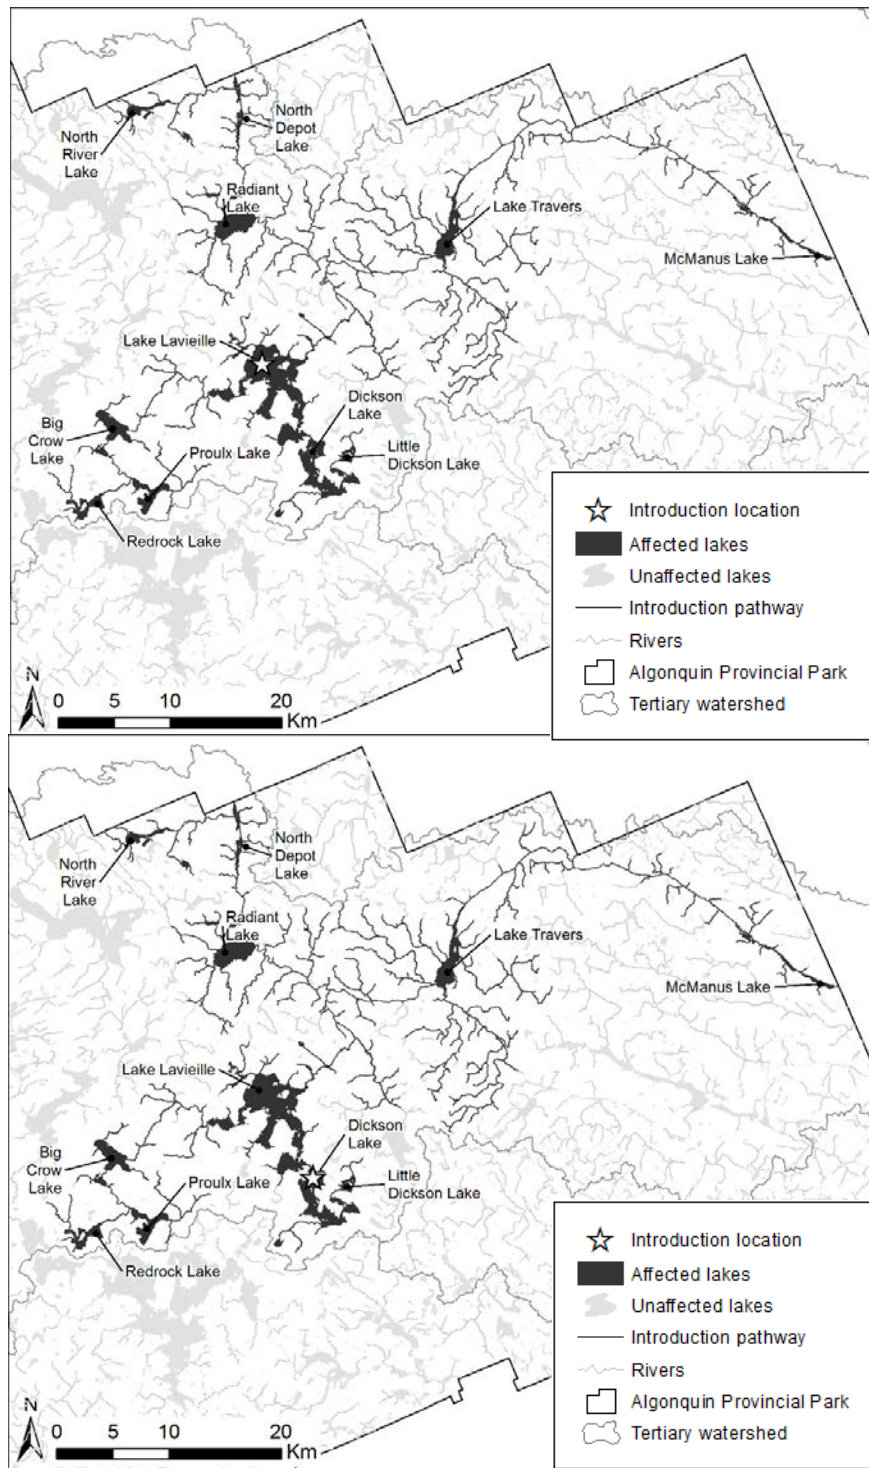 North
River
Lake
North
Depot
Lake
Radiant
Lake
Lake Travers
McManus Lake
Lake Lavieille
Dickson
Lake
Big
Crow
Lake
Proulx Lake
Little
Dickson Lake
Redrock Lake
Introduction location
Affected lakes
Unaffected lakes
Introduction pathway
Rivers
Algonquin Provincial Park
Tertiary watershed
N
0 5 10 20
Km
North
River
Lake
North
Depot
Lake
Radiant
Lake
Lake Travers
McManus Lake
Lake Lavieille
Dickson
Lake
Big
Crow
Lake
Proulx Lake
Little
Dickson Lake
Redrock Lake
Introduction location
Affected lakes
Unaffected lakes
Introduction pathway
Rivers
Algonquin Provincial Park
Tertiary watershed
N
0 5 10 20
Km